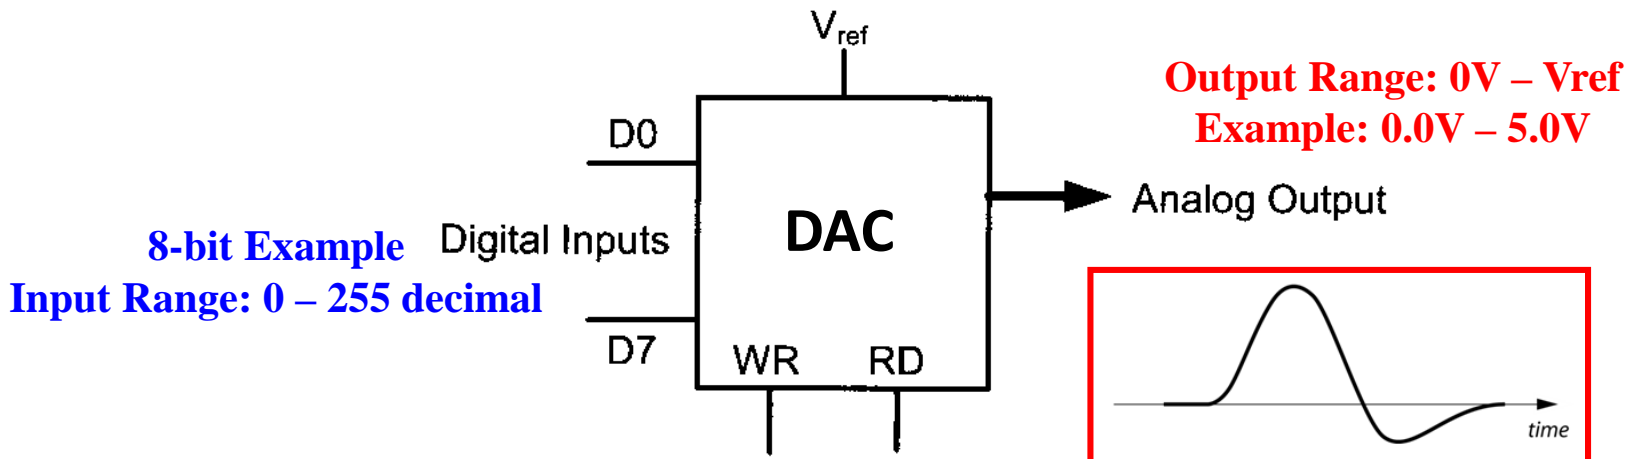 V_ref
Output Range: 0V – Vref
Example: 0.0V – 5.0V
D0
Analog Output
DAC
8-bit Example
Input Range: 0 – 255 decimal
Digital Inputs
D7
WR
RD
time